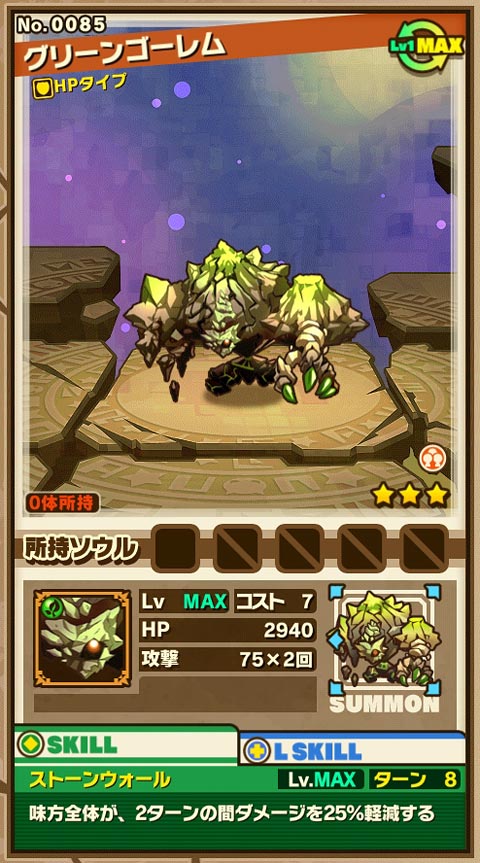 No.0085
グリーンゴーレム
Lv1 MAX
HPタイプ
0体所持
所持ソウル
Lv MAX コスト 7
HP 2940
攻撃 75×2回
SUMMON
SKILL
L SKILL
ストーンウォール Lv.MAX ターン 8
味方全体が、2ターンの間ダメージを25%軽減する